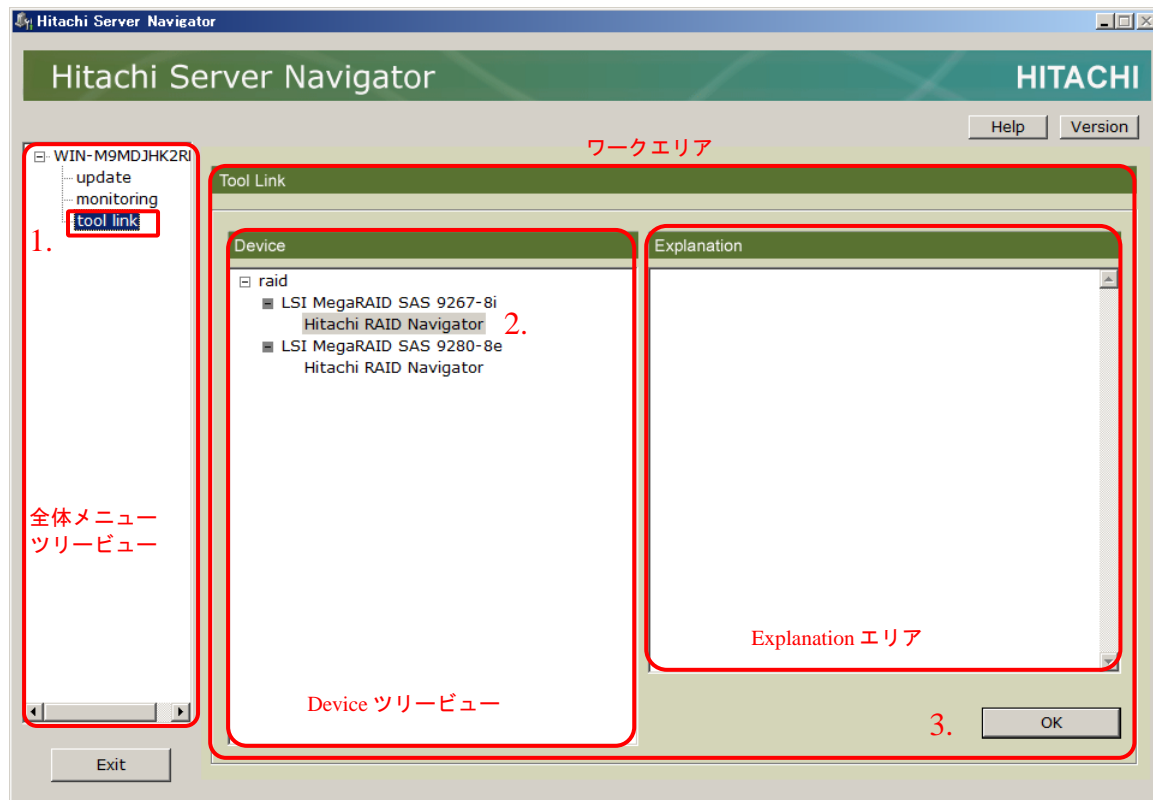 Hitachi Server Navigator
Hitachi Server Navigator
HITACHI
Help
Version
ワークエリア
WIN-M9MDJHK2RI
update
monitoring
tool link
1.
Tool Link
Device
Explanation
raid
LSI MegaRAID SAS 9267-8i
Hitachi RAID Navigator
2.
LSI MegaRAID SAS 9280-8e
Hitachi RAID Navigator
全体メニュー
ツリービュー
Explanation エリア
Device ツリービュー
3.
OK
Exit